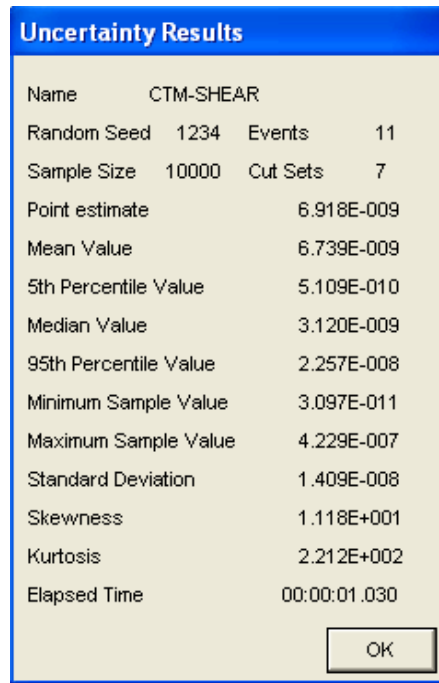 Uncertainty Results
Name CTM-SHEAR
Random Seed 1234 Events 11
Sample Size 10000 Cut Sets 7
Point estimate 6.918E-009
Mean Value 6.739E-009
5th Percentile Value 5.109E-010
Median Value 3.120E-009
95th Percentile Value 2.257E-008
Minimum Sample Value 3.097E-011
Maximum Sample Value 4.229E-007
Standard Deviation 1.409E-008
Skewness 1.118E+001
Kurtosis 2.212E+002
Elapsed Time 00:00:01.030
OK